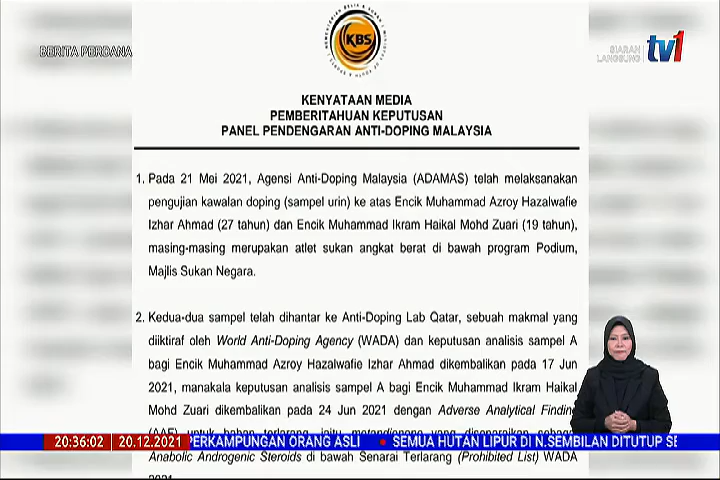 BERITA PERDANA
KBS
SIARAN
LANGSUNG
tv1
KENYATAAN MEDIA
PEMBERITAHUAN KEPUTUSAN
PANEL PENDENGARAN ANTI-DOPING MALAYSIA
1. Pada 21 Mei 2021, Agensi Anti-Doping Malaysia (ADAMAS) telah melaksanakan
pengujian kawalan doping (sampel urin) ke atas Encik Muhammad Azroy Hazalwafie
Izhar Ahmad (27 tahun) dan Encik Muhammad Ikram Haikal Mohd Zuari (19 tahun),
masing-masing merupakan atlet sukan angkat berat di bawah program Podium,
Majlis Sukan Negara.
2. Kedua-dua sampel telah dihantar ke Anti-Doping Lab Qatar, sebuah makmal yang
diiktiraf oleh World Anti-Doping Agency (WADA) dan keputusan analisis sampel A
bagi Encik Muhammad Azroy Hazalwafie Izhar Ahmad dikembalikan pada 17 Jun
2021, manakala keputusan analisis sampel A bagi Encik Muhammad Ikram Haikal
Mohd Zuari dikembalikan pada 24 Jun 2021 dengan Adverse Analytical Finding
(AAF) untuk bahan terlarang, iaitu
20:36:02 20.12.2021 PERKAMPUNGAN ORANG ASLI • SEMUA HUTAN LIPUR DI N.SEMBILAN DITUTUP SE
Anabolic Androgenic Steroids di bawah Senarai Terlarang (Prohibited List) WADA